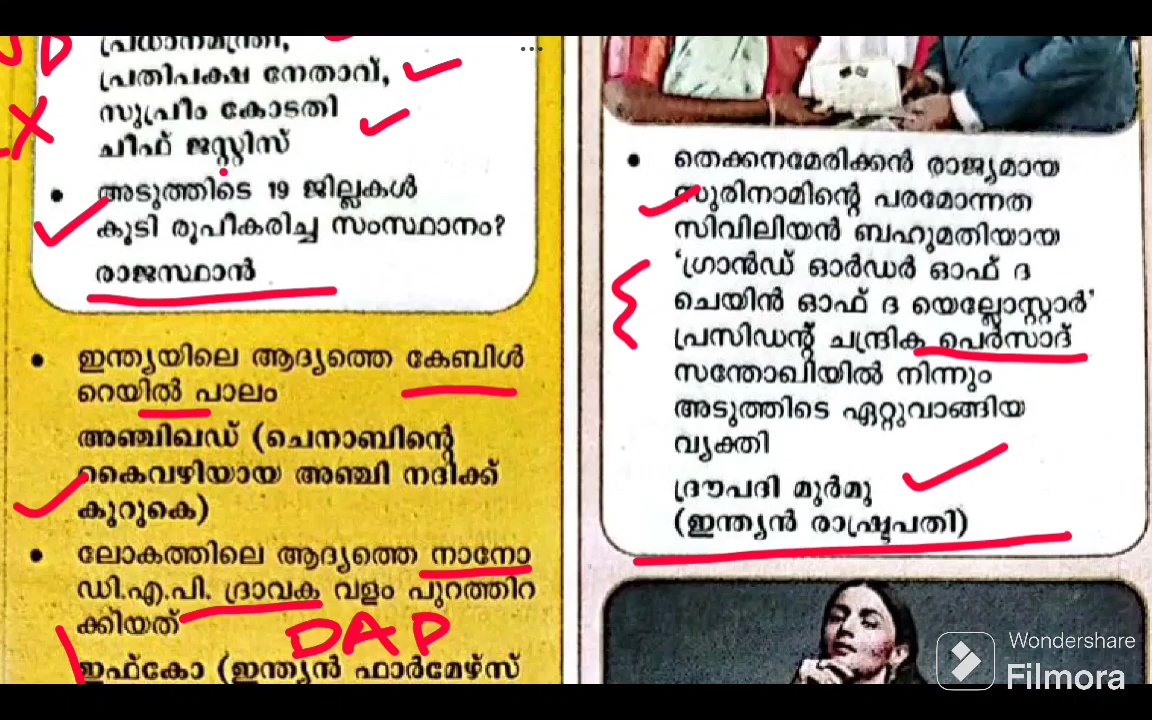 പ്രധാനമന്ത്രി,
പ്രതിപക്ഷ നേതാവ്,
സുപ്രീം കോടതി
ചീഫ് ജസ്റ്റിസ്
• അടുത്തിടെ 19 ജില്ലകൾ
കൂടി രൂപീകരിച്ച സംസ്ഥാനം?
രാജസ്ഥാൻ
• ഇന്ത്യയിലെ ആദ്യത്തെ കേബിൾ
റെയിൽ പാലം
അഞ്ചിഖഡ് (ചെനാബിന്റെ
കൈവഴിയായ അഞ്ചി നദിക്ക്
കുറുകെ)
• ലോകത്തിലെ ആദ്യത്തെ നാനോ
ഡി.എ.പി. ദ്രാവക വളം പുറത്തിറ
ക്കിയത്
DAP
ഇഫ്കോ (ഇന്ത്യൻ ഫാർമേഴ്സ്
• തെക്കനമേരിക്കൻ രാജ്യമായ
സുരിനാമിന്റെ പരമോന്നത
സിവിലിയൻ ബഹുമതിയായ
‘ഗ്രാൻഡ് ഓർഡർ ഓഫ് ദ
ചെയിൻ ഓഫ് ദ യെല്ലോസ്റ്റാർ’
പ്രസിഡന്റ് ചന്ദ്രിക പെർസാദ്
സന്തോഖിയിൽ നിന്നും
അടുത്തിടെ ഏറ്റുവാങ്ങിയ
വ്യക്തി
ദ്രൗപദി മുർമു
(ഇന്ത്യൻ രാഷ്ട്രപതി)
Wondershare
Filmora